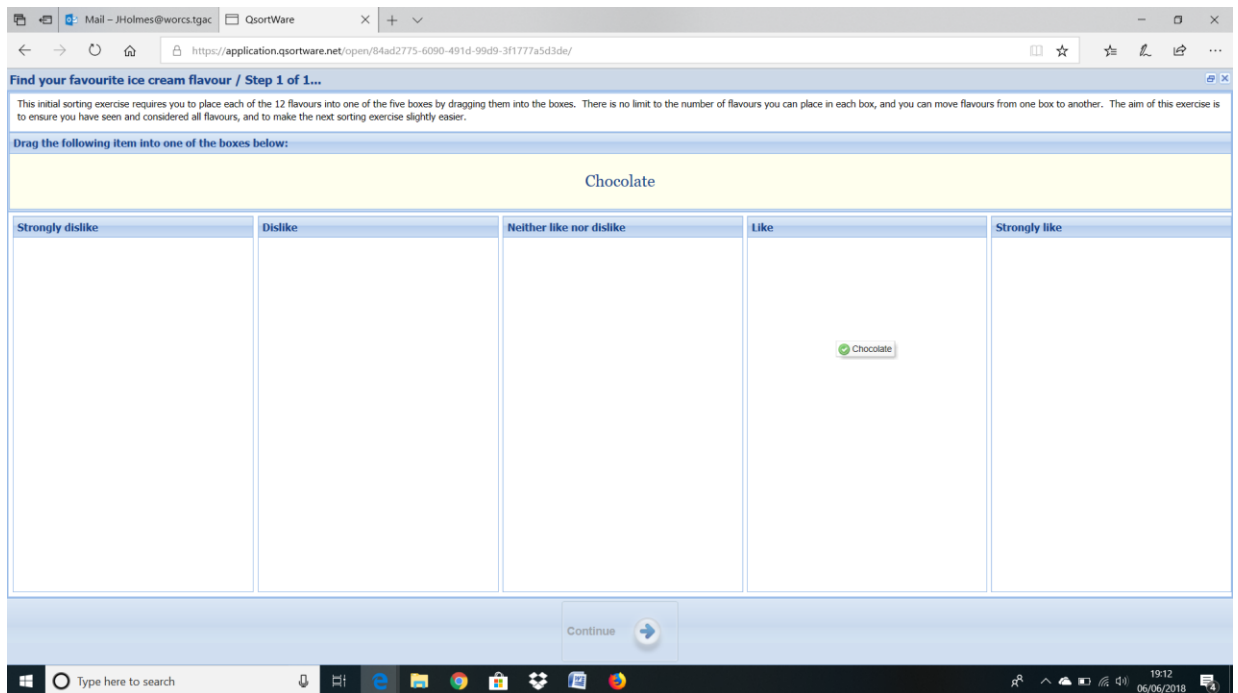 Mail – JHolmes@worcs.tgac
QsortWare
https://application.qsortware.net/open/84ad2775-6090-491d-99d9-3f1777a5d3de/
Find your favourite ice cream flavour / Step 1 of 1...
This initial sorting exercise requires you to place each of the 12 flavours into one of the five boxes by dragging them into the boxes. There is no limit to the number of flavours you can place in each box, and you can move flavours from one box to another. The aim of this exercise is
to ensure you have seen and considered all flavours, and to make the next sorting exercise slightly easier.
Drag the following item into one of the boxes below:
Chocolate
Strongly dislike
Dislike
Neither like nor dislike
Like
Strongly like
Chocolate
Continue
Type here to search
19:12
06/06/2018
4